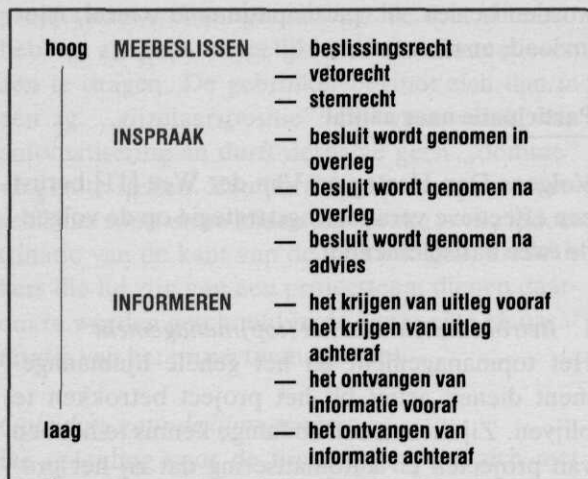 hoog MEEBESLISSEN — beslissingsrecht
— vetorecht
— stemrecht
INSPRAAK — besluit wordt genomen in
overleg
— besluit wordt genomen na
overleg
— besluit wordt genomen na
advies
INFORMEREN — het krijgen van uitleg vooraf
— het krijgen van uitleg
achteraf
— het ontvangen van
informatie vooraf
laag — het ontvangen van
informatie achteraf